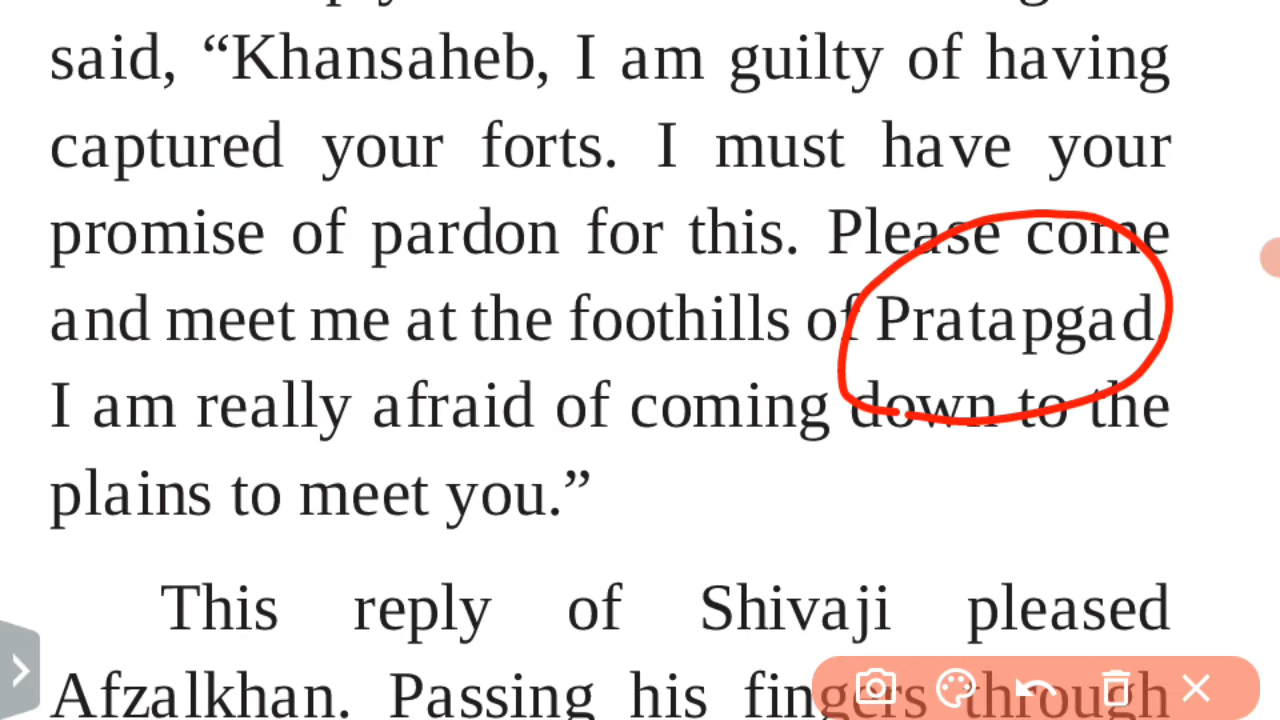 said, “Khansaheb, I am guilty of having
captured your forts. I must have your
promise of pardon for this. Please come
and meet me at the foothills of Pratapgad.
I am really afraid of coming down to the
plains to meet you.”
This reply of Shivaji pleased
Afzalkhan. Passing his fingers through